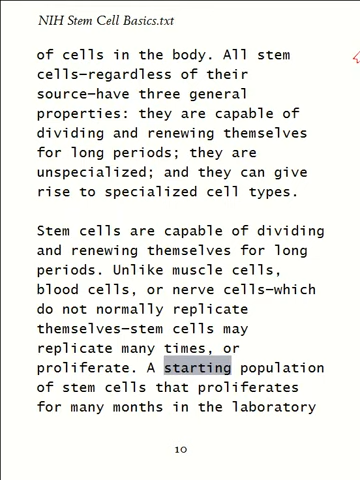 NIH Stem Cell Basics.txt
of cells in the body. All stem
cells—regardless of their
source—have three general
properties: they are capable of
dividing and renewing themselves
for long periods; they are
unspecialized; and they can give
rise to specialized cell types.
Stem cells are capable of dividing
and renewing themselves for long
periods. Unlike muscle cells,
blood cells, or nerve cells—which
do not normally replicate
themselves—stem cells may
replicate many times, or
proliferate. A starting population
of stem cells that proliferates
for many months in the laboratory
10